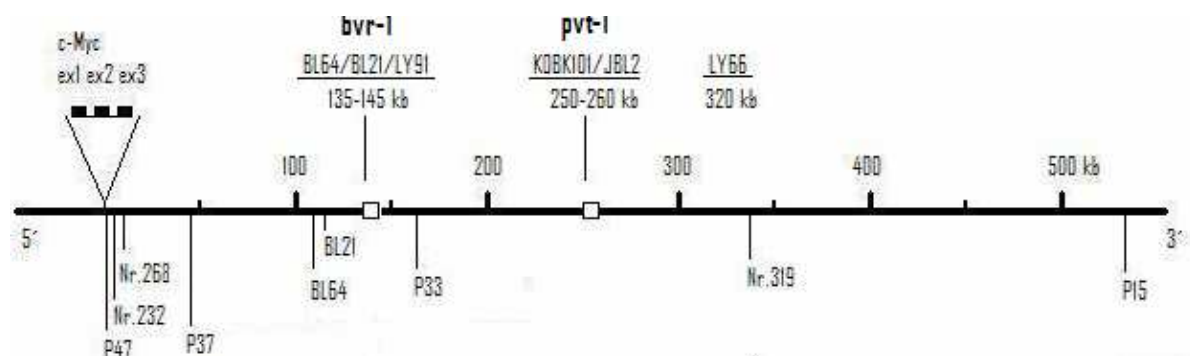 bvr-1 pvt-1
c-Myc
ex1 ex2 ex3
BL64/BL21/LY91 KOBK101/JBL2 LY66
135-145 kb 250-260 kb 320 kb
100 200 300 400 500 kb
5´ 3´
BL21
Nr.268 BL64 P33 Nr.319 P15
Nr.232
P47 P37